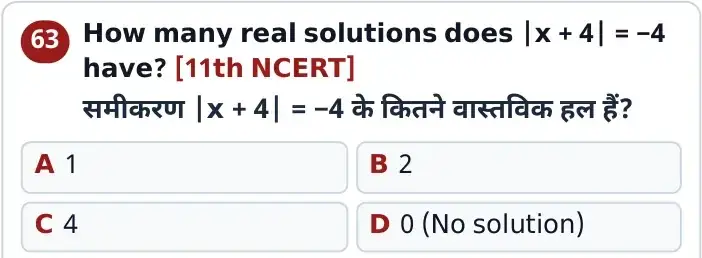 63 How many real solutions does |x + 4| = −4
have? [11th NCERT]
समीकरण |x + 4| = −4 के कितने वास्तविक हल हैं?
A 1
B 2
C 4
D 0 (No solution)